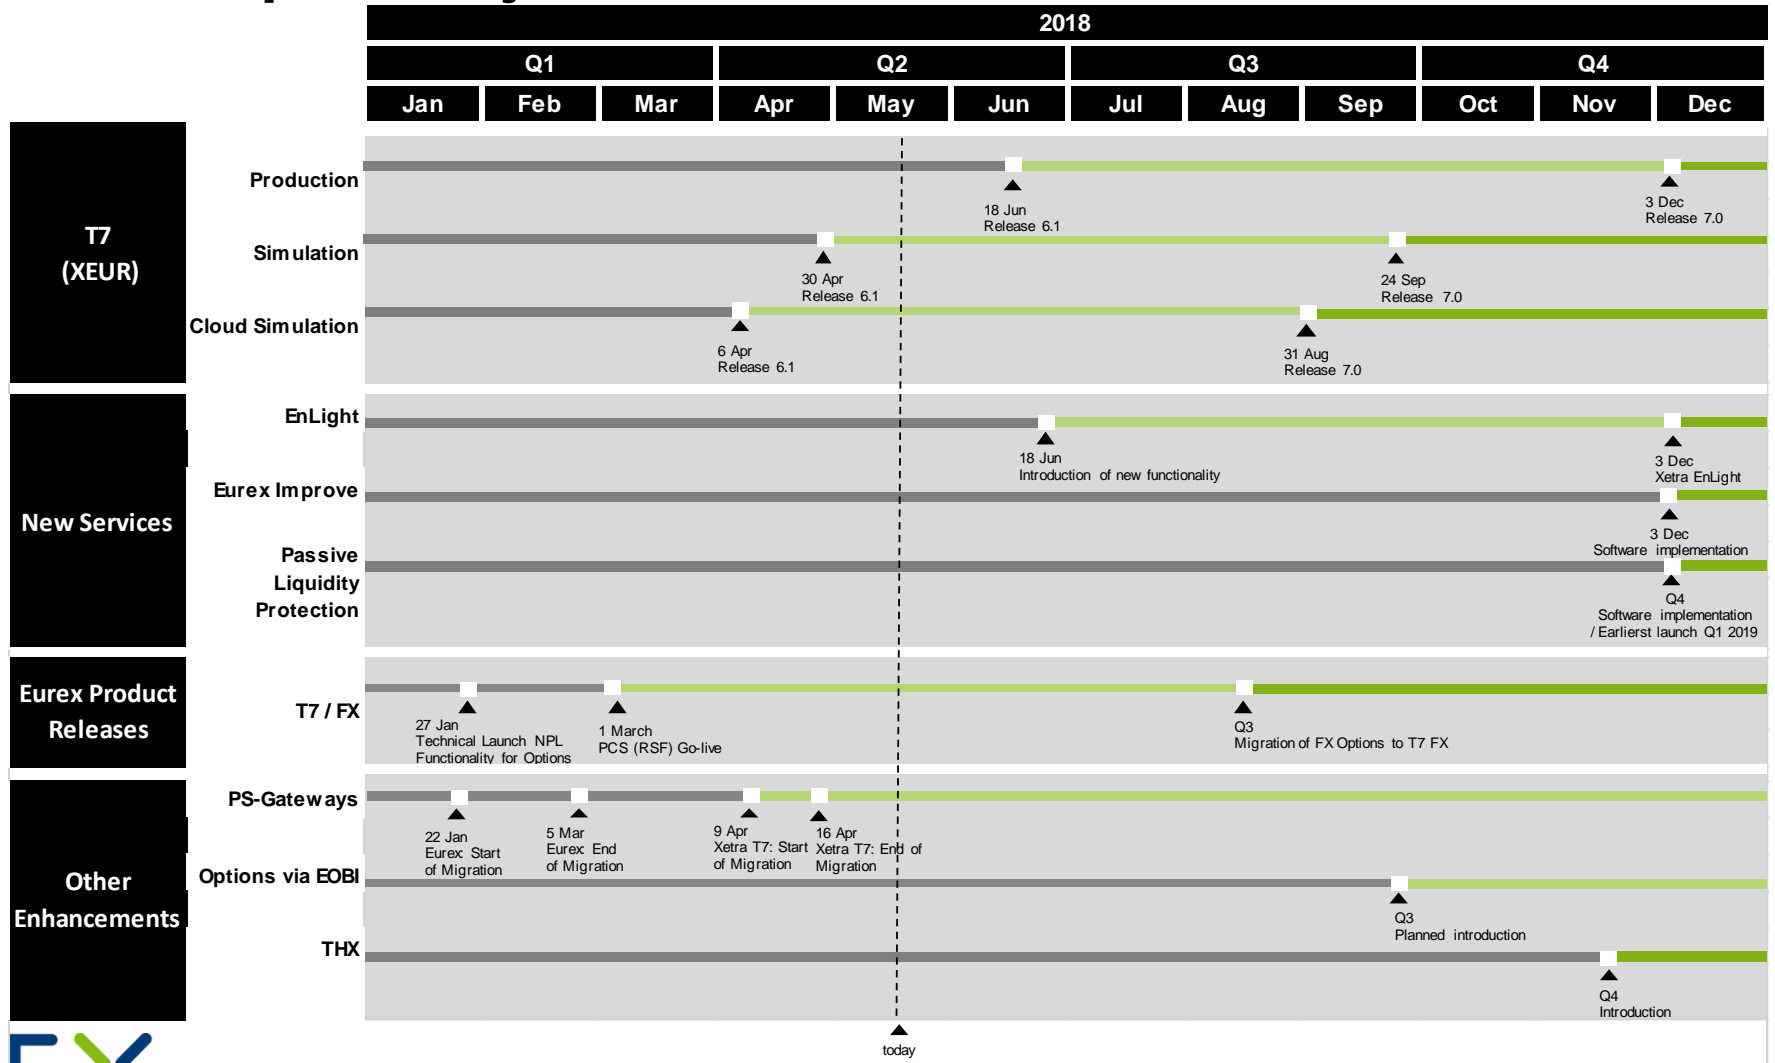 2018
Q1 Q2 Q3 Q4
Jan Feb Mar Apr May Jun Jul Aug Sep Oct Nov Dec
T7
(XEUR)
Production
18 Jun
Release 6.1
3 Dec
Release 7.0
Simulation
30 Apr
Release 6.1
24 Sep
Release 7.0
Cloud Simulation
6 Apr
Release 6.1
31 Aug
Release 7.0
New Services
EnLight
18 Jun
Introduction of new functionality
3 Dec
Xetra EnLight
Eurex Improve
3 Dec
Software implementation
Passive
Liquidity
Protection
Q4
Software implementation
/ Earlierst launch Q1 2019
Eurex Product
Releases
T7 / FX
27 Jan
Technical Launch NPL
Functionality for Options
1 March
PCS (RSF) Go-live
Q3
Migration of FX Options to T7 FX
Other
Enhancements
PS-Gateways
22 Jan
Eurex: Start
of Migration
5 Mar
Eurex: End
of Migration
9 Apr
Xetra T7: Start
of Migration
16 Apr
Xetra T7: End of
Migration
Options via EOBI
Q3
Planned introduction
THX
Q4
Introduction
today